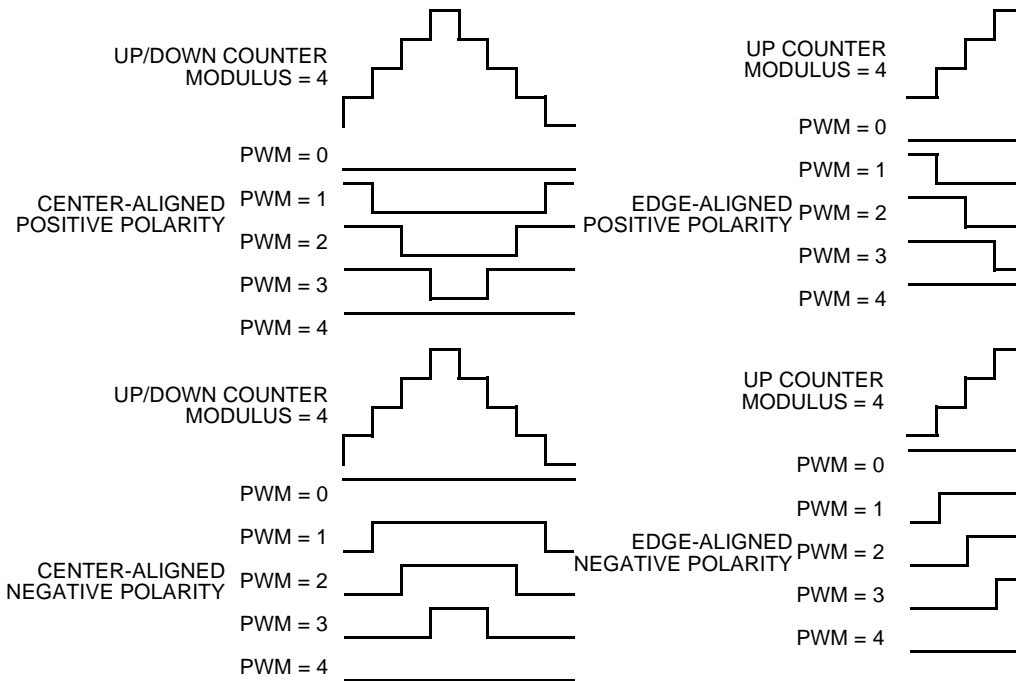 UP/DOWN COUNTER
MODULUS = 4
PWM = 0
CENTER-ALIGNED
POSITIVE POLARITY
PWM = 1
PWM = 2
PWM = 3
PWM = 4
UP COUNTER
MODULUS = 4
PWM = 0
PWM = 1
EDGE-ALIGNED
POSITIVE POLARITY
PWM = 2
PWM = 3
PWM = 4
UP/DOWN COUNTER
MODULUS = 4
PWM = 0
PWM = 1
CENTER-ALIGNED
NEGATIVE POLARITY
PWM = 2
PWM = 3
PWM = 4
UP COUNTER
MODULUS = 4
PWM = 0
PWM = 1
EDGE-ALIGNED
NEGATIVE POLARITY
PWM = 2
PWM = 3
PWM = 4